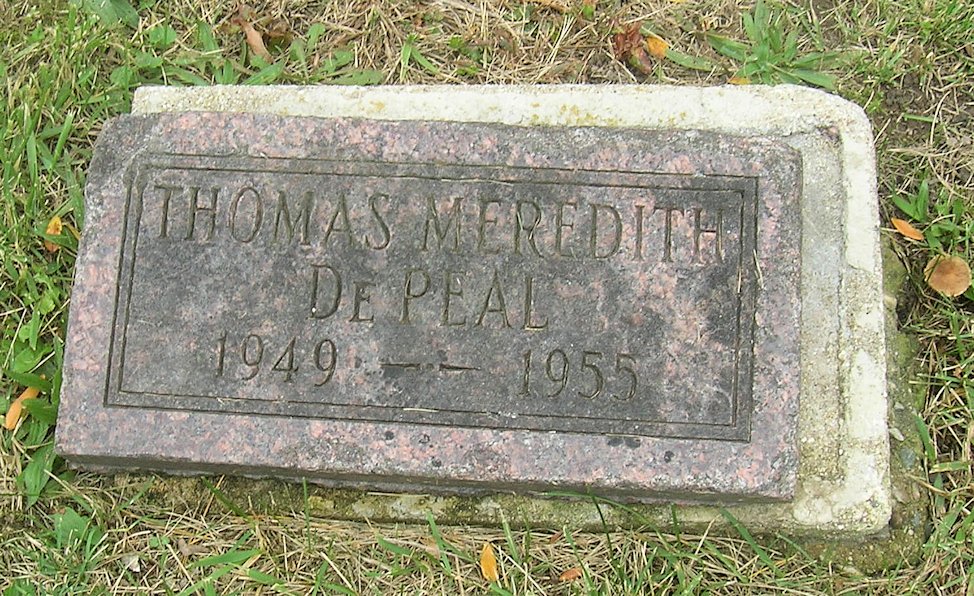 THOMAS MEREDITH
De PEAL
1949 —— 1955